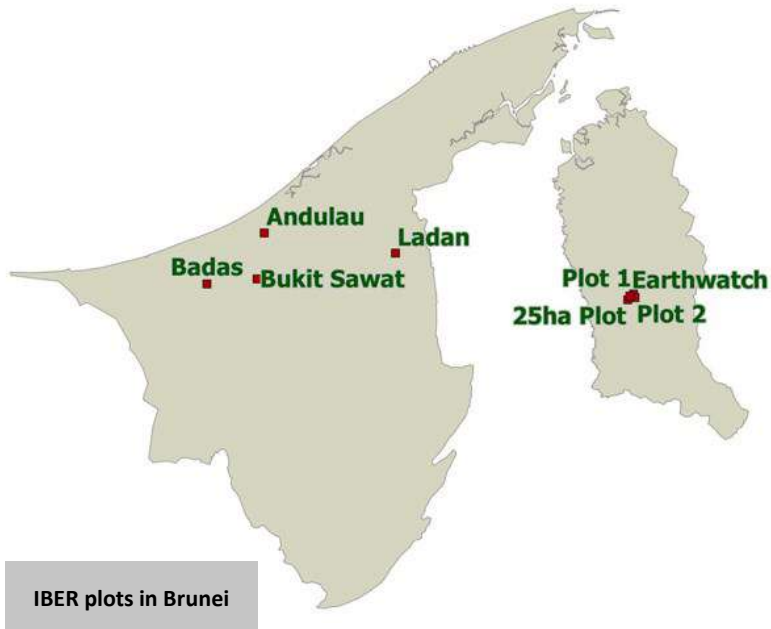 Andulau
Ladan
Badas
Bukit Sawat
Plot 1 Earthwatch
25ha Plot Plot 2
IBER plots in Brunei